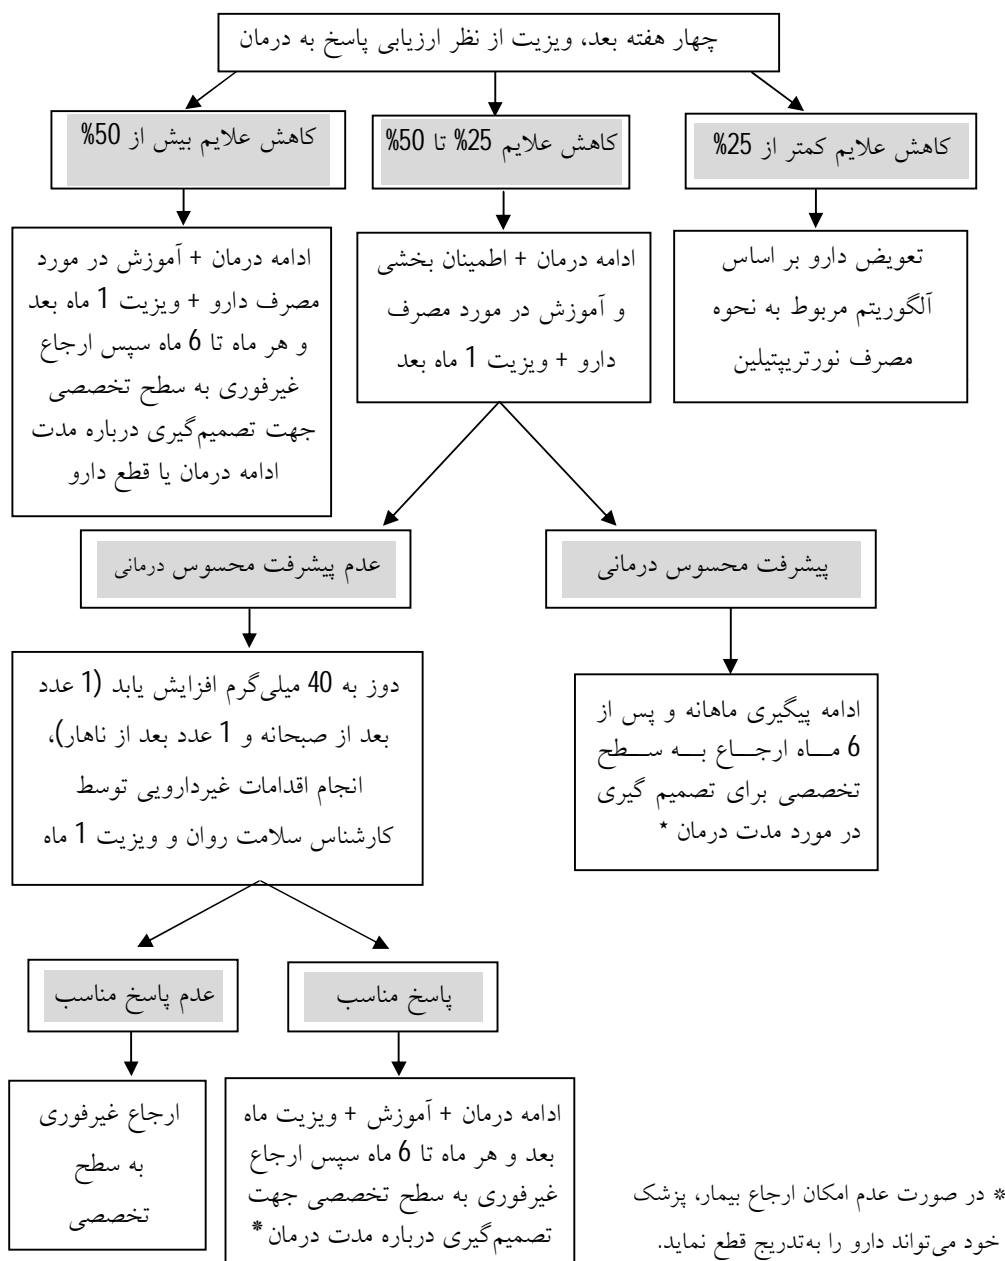 چهار هفته بعد، ویزیت از نظر ارزیابی پاسخ به درمان
کاهش علایم کمتر از 25%
کاهش علایم 25% تا 50%
کاهش علایم بیش از 50%
تعویض دارو بر اساس
آلگوریتم مربوط به نحوه
مصرف نورتریپتیلین
ادامه درمان + اطمینان بخشی
و آموزش در مورد مصرف
دارو + ویزیت 1 ماه بعد
ادامه درمان + آموزش در مورد
مصرف دارو + ویزیت 1 ماه بعد
و هر ماه تا 6 ماه سپس ارجاع
غیرفوری به سطح تخصصی
جهت تصمیم‌گیری درباره مدت
ادامه درمان یا قطع دارو
پیشرفت محسوس درمانی
عدم پیشرفت محسوس درمانی
ادامه پیگیری ماهانه و پس از
6 مـــاه ارجـــاع بـــه ســـطح
تخصصی برای تصمیم گیری
در مورد مدت درمان *
دوز به 40 میلی‌گرم افزایش یابد (1 عدد
بعد از صبحانه و 1 عدد بعد از ناهار)،
انجام اقدامات غیردارویی توسط
کارشناس سلامت روان و ویزیت 1 ماه
پاسخ مناسب
عدم پاسخ مناسب
ادامه درمان + آموزش + ویزیت ماه
بعد و هر ماه تا 6 ماه سپس ارجاع
غیرفوری به سطح تخصصی جهت
تصمیم‌گیری درباره مدت درمان *
ارجاع غیرفوری
به سطح
تخصصی
* در صورت عدم امکان ارجاع بیمار، پزشک
خود می‌تواند دارو را به‌تدریج قطع نماید.